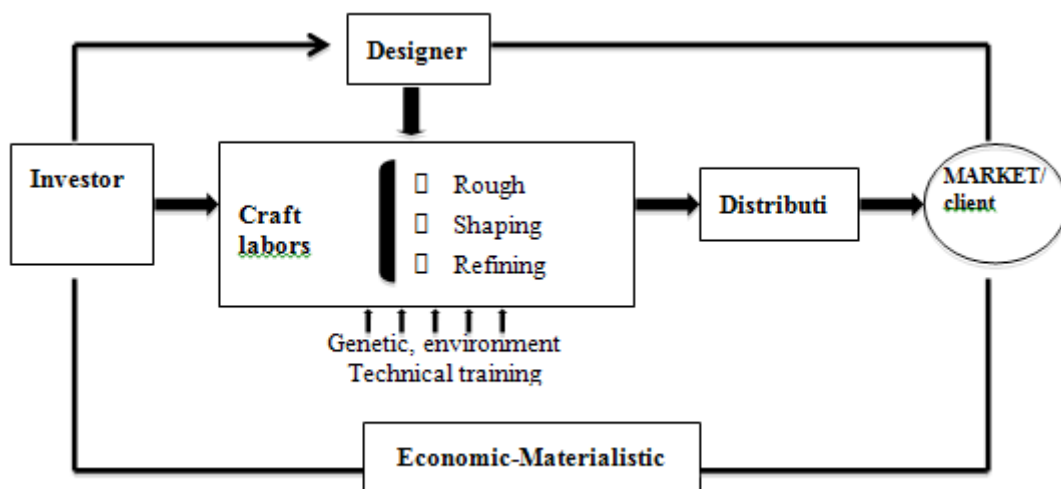 Designer
Investor
Craft
labors
Rough
Shaping
Refining
Distributi
MARKET/
client
Genetic, environment
Technical training
Economic-Materialistic